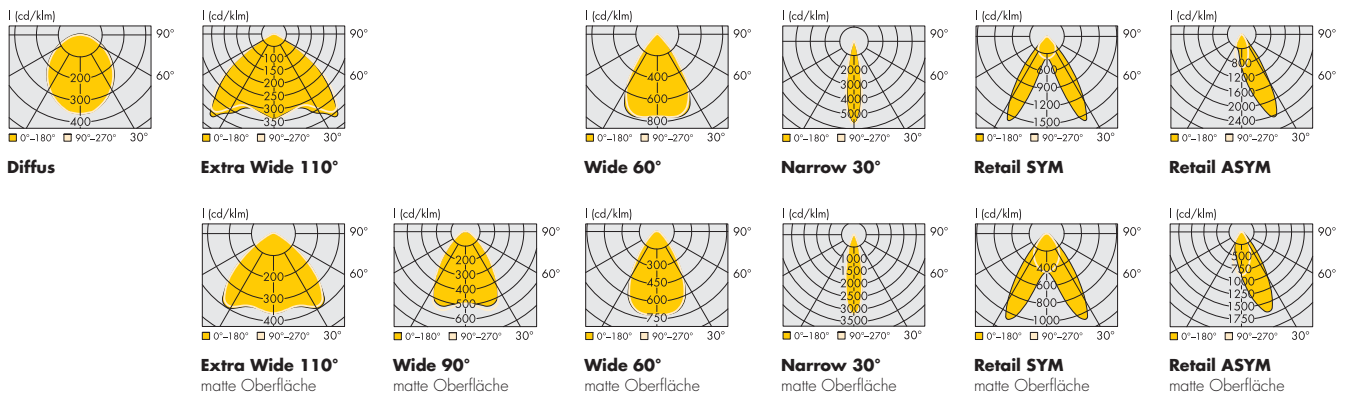 I (cd/klm)
90°
60°
200
300
400
0°–180° 90°–270° 30°
Diffus
I (cd/klm)
90°
60°
100
150
200
250
300
350
0°–180° 90°–270° 30°
Extra Wide 110°
I (cd/klm)
90°
60°
400
600
800
0°–180° 90°–270° 30°
Wide 60°
I (cd/klm)
90°
60°
2000
3000
4000
5000
0°–180° 90°–270° 30°
Narrow 30°
I (cd/klm)
90°
60°
600
900
1200
1500
0°–180° 90°–270° 30°
Retail SYM
I (cd/klm)
90°
60°
800
1200
1600
2000
2400
0°–180° 90°–270° 30°
Retail ASYM
I (cd/klm)
90°
60°
200
300
400
0°–180° 90°–270° 30°
Extra Wide 110°
matte Oberfläche
I (cd/klm)
90°
60°
200
300
400
500
600
0°–180° 90°–270° 30°
Wide 90°
matte Oberfläche
I (cd/klm)
90°
60°
300
450
600
750
0°–180° 90°–270° 30°
Wide 60°
matte Oberfläche
I (cd/klm)
90°
60°
1000
1500
2000
2500
3000
3500
0°–180° 90°–270° 30°
Narrow 30°
matte Oberfläche
I (cd/klm)
90°
60°
400
600
800
1000
0°–180° 90°–270° 30°
Retail SYM
matte Oberfläche
I (cd/klm)
90°
60°
500
750
1000
1250
1500
1750
0°–180° 90°–270° 30°
Retail ASYM
matte Oberfläche